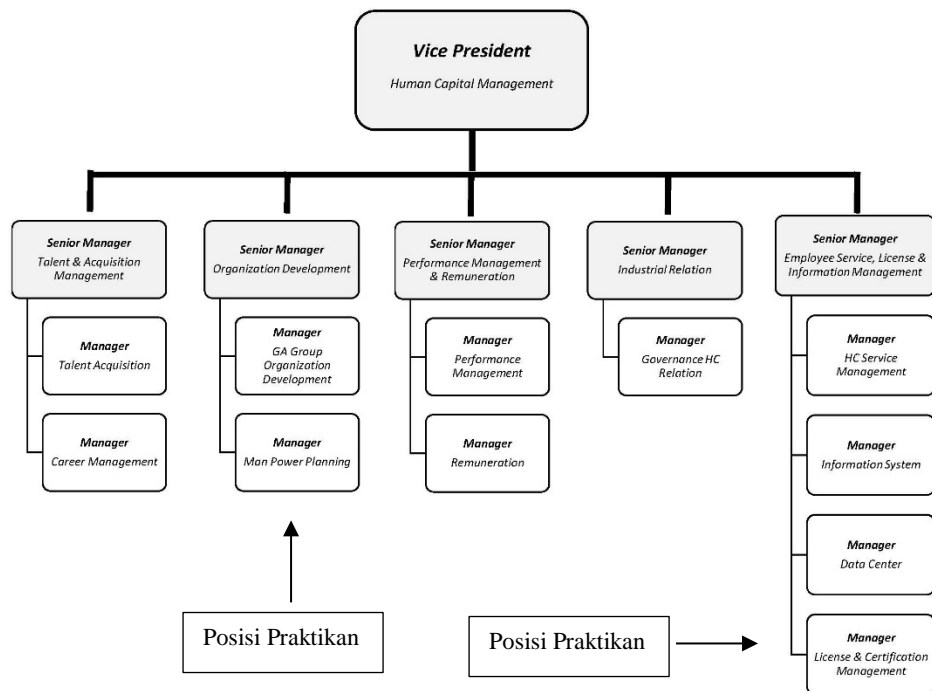 Vice President
Human Capital Management
Senior Manager
Talent & Acquisition
Management
Senior Manager
Organization Development
Senior Manager
Performance Management
& Remuneration
Senior Manager
Industrial Relation
Senior Manager
Employee Service, License &
Information Management
Manager
Talent Acquisition
Manager
GA Group
Organization
Development
Manager
Performance
Management
Manager
Governance HC
Relation
Manager
HC Service
Management
Manager
Career Management
Manager
Man Power Planning
Manager
Remuneration
Manager
Information System
Manager
Data Center
Manager
License & Certification
Management
Posisi Praktikan
Posisi Praktikan